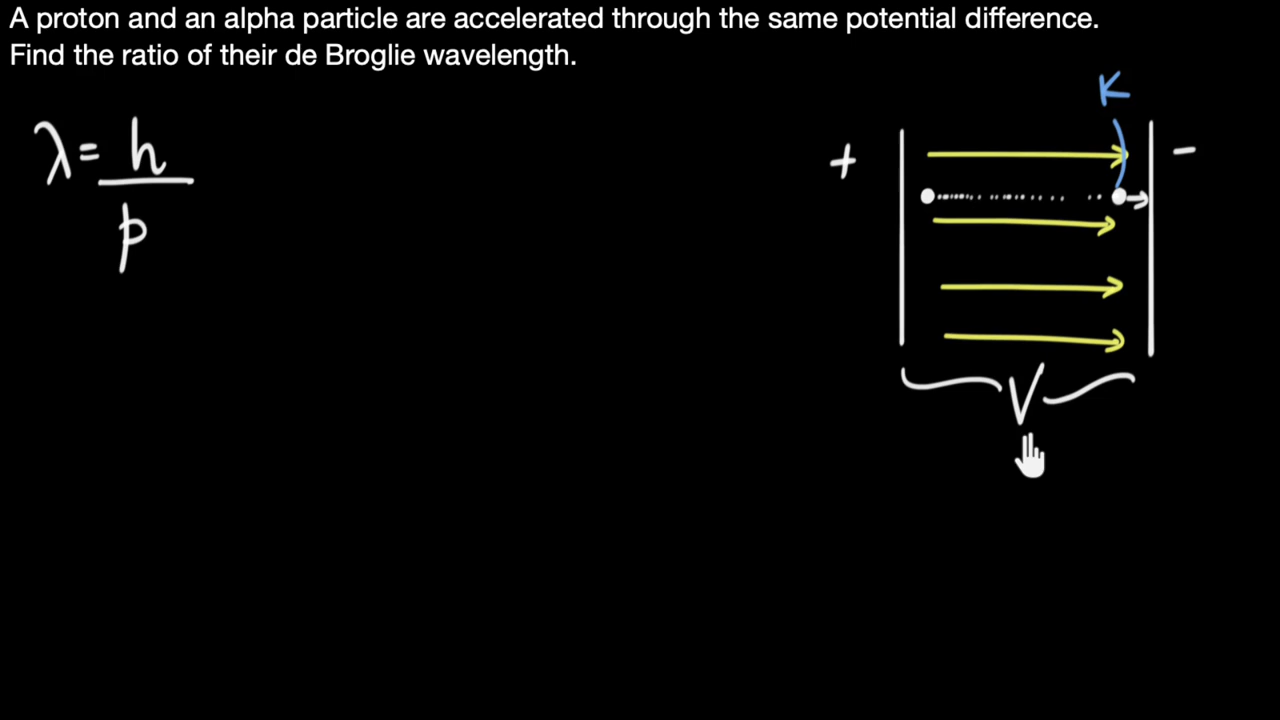 A proton and an alpha particle are accelerated through the same potential difference.
Find the ratio of their de Broglie wavelength.
K
λ = h
p
+
-
V